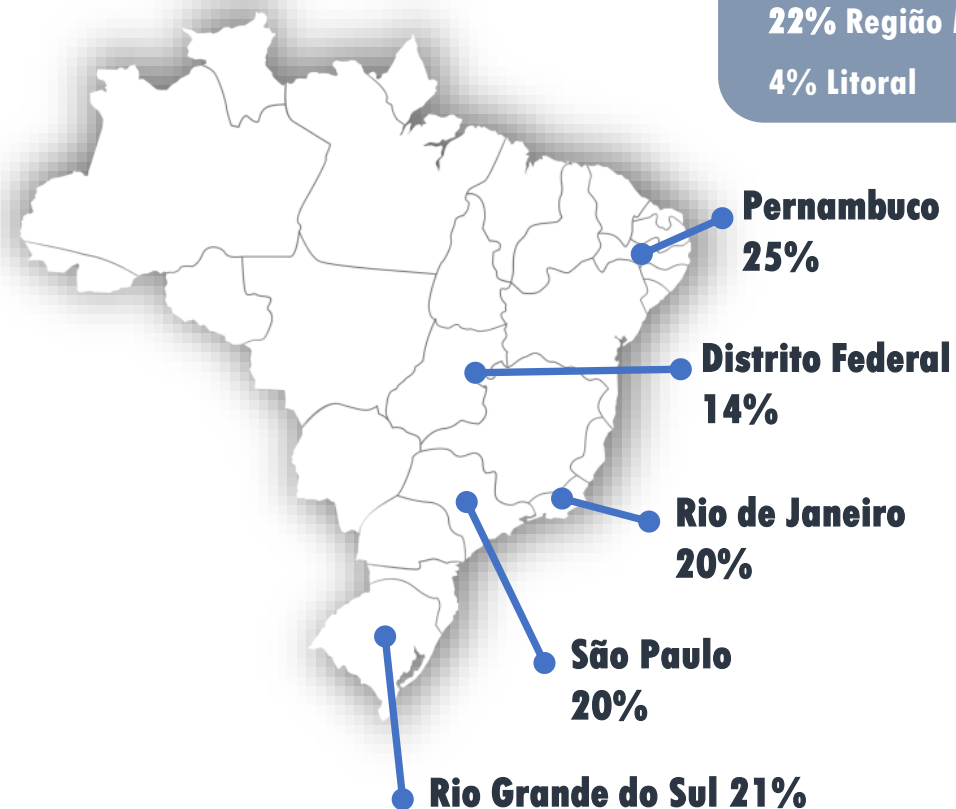 22% Região
4% Litoral
Pernambuco
25%
Distrito Federal
14%
Rio de Janeiro
20%
São Paulo
20%
Rio Grande do Sul 21%